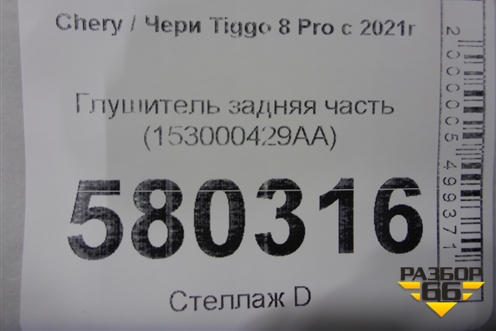 Chery / Чери Tiggo 8 Pro с 2021г
Глушитель задняя часть
(153000429AA)
580316
Стеллаж D
2000005499371
РАЗБОР
66